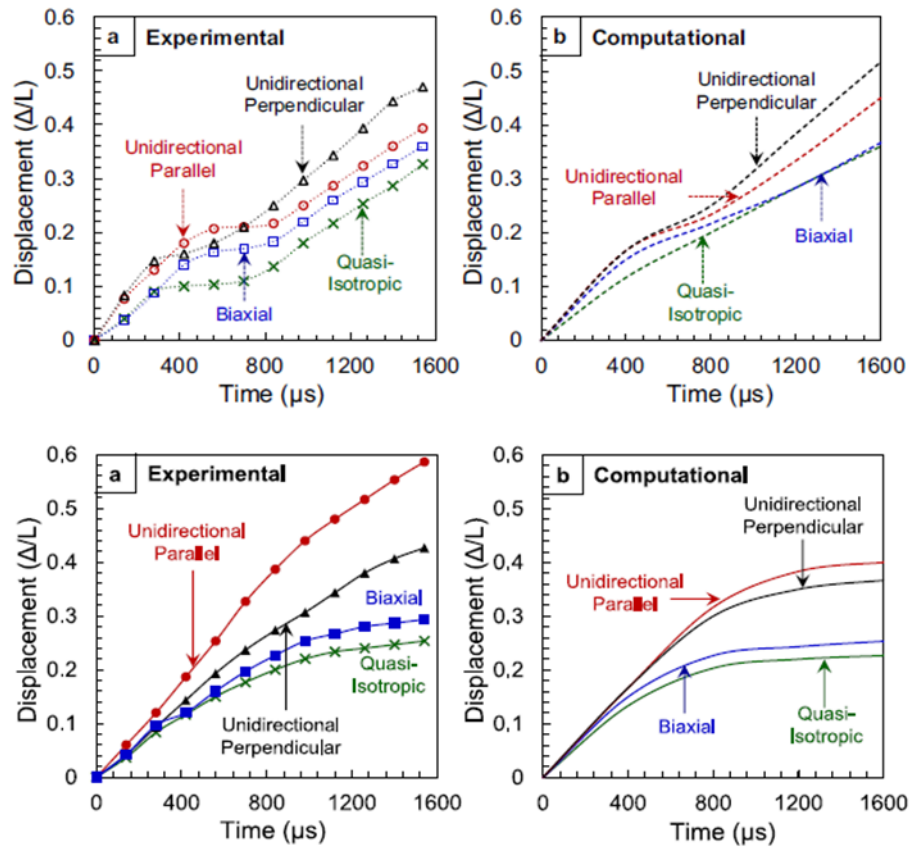 a Experimental
0.6
0.5
0.4
0.3
0.2
0.1
0
Displacement (Δ/L)
Unidirectional
Perpendicular
Unidirectional
Parallel
Quasi-
Isotropic
Biaxial
0 400 800 1200 1600
Time (µs)
b Computational
0.6
0.5
0.4
0.3
0.2
0.1
0
Displacement (Δ/L)
Unidirectional
Perpendicular
Unidirectional
Parallel
Biaxial
Quasi-
Isotropic
0 400 800 1200 1600
Time (µs)
a Experimental
0.6
0.5
0.4
0.3
0.2
0.1
0
Displacement (Δ/L)
Unidirectional
Parallel
Biaxial
Quasi-
Isotropic
Unidirectional
Perpendicular
0 400 800 1200 1600
Time (µs)
b Computational
0.6
0.5
0.4
0.3
0.2
0.1
0
Displacement (Δ/L)
Unidirectional
Perpendicular
Unidirectional
Parallel
Biaxial
Quasi-
Isotropic
0 400 800 1200 1600
Time (µs)